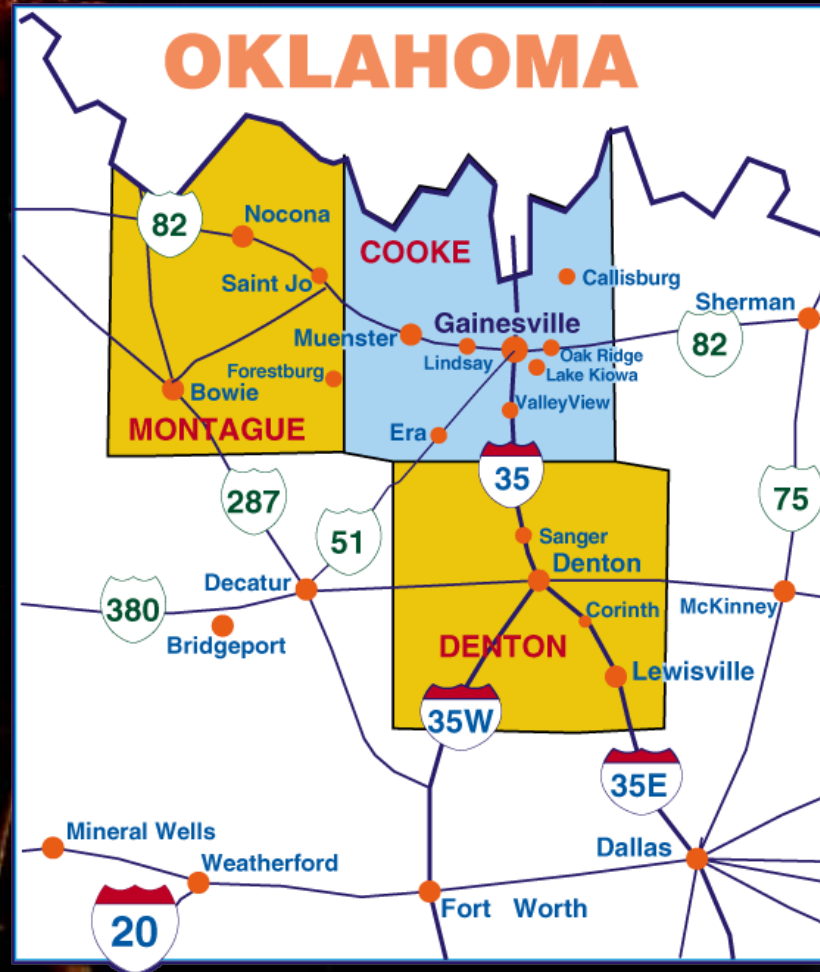 OKLAHOMA
82
Nocona
COOKE
Saint Jo
Callisburg
Sherman
Gainesville
Muenster
82
Lindsay
Oak Ridge
Lake Kiowa
Forestburg
Bowie
ValleyView
MONTAGUE
Era
35
287
75
51
Sanger
Denton
Decatur
380
Corinth
McKinney
Bridgeport
DENTON
Lewisville
35W
35E
Mineral Wells
Weatherford
Dallas
20
Fort Worth